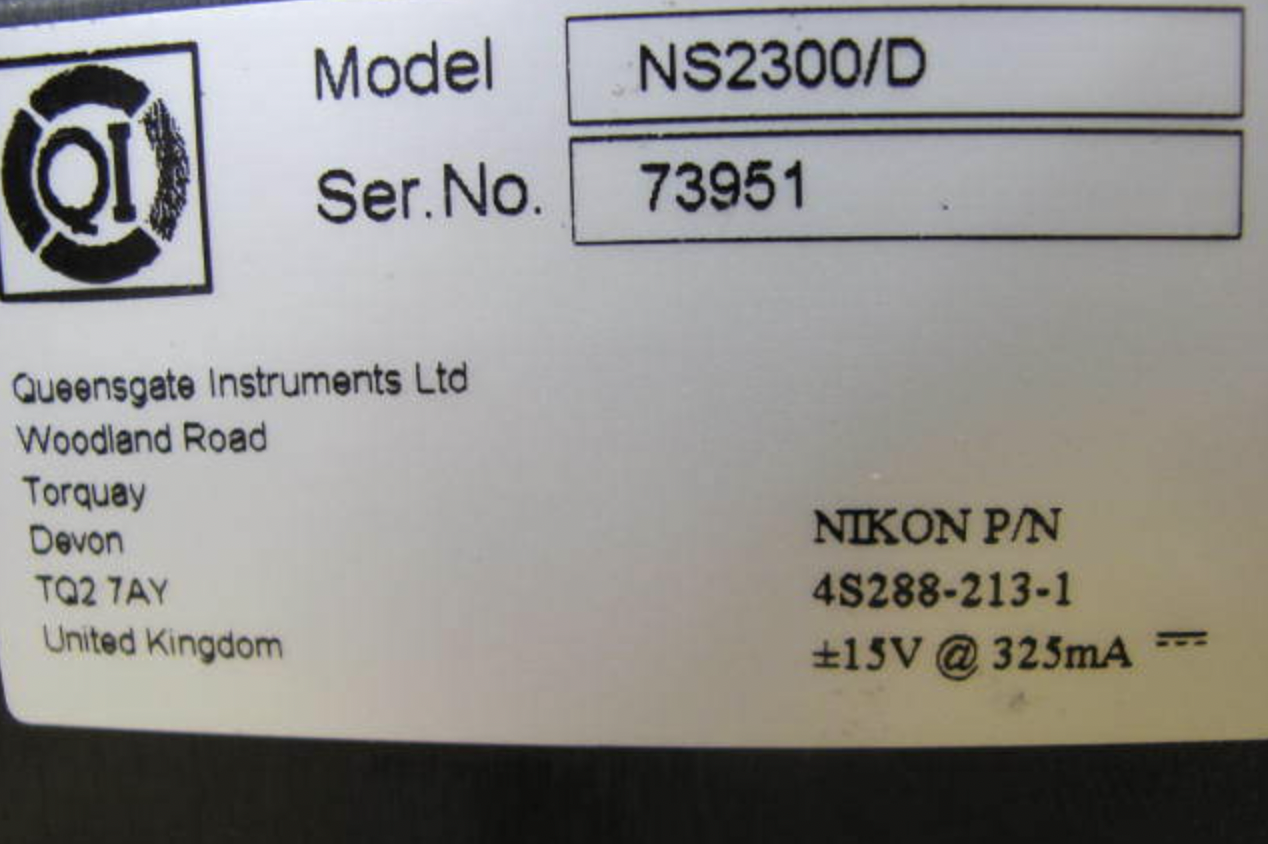 QI
Model NS2300/D
Ser.No. 73951
Queensgate Instruments Ltd
Woodland Road
Torquay
Devon
TQ2 7AY
United Kingdom
NIKON P/N
4S288-213-1
±15V @ 325mA ⎓